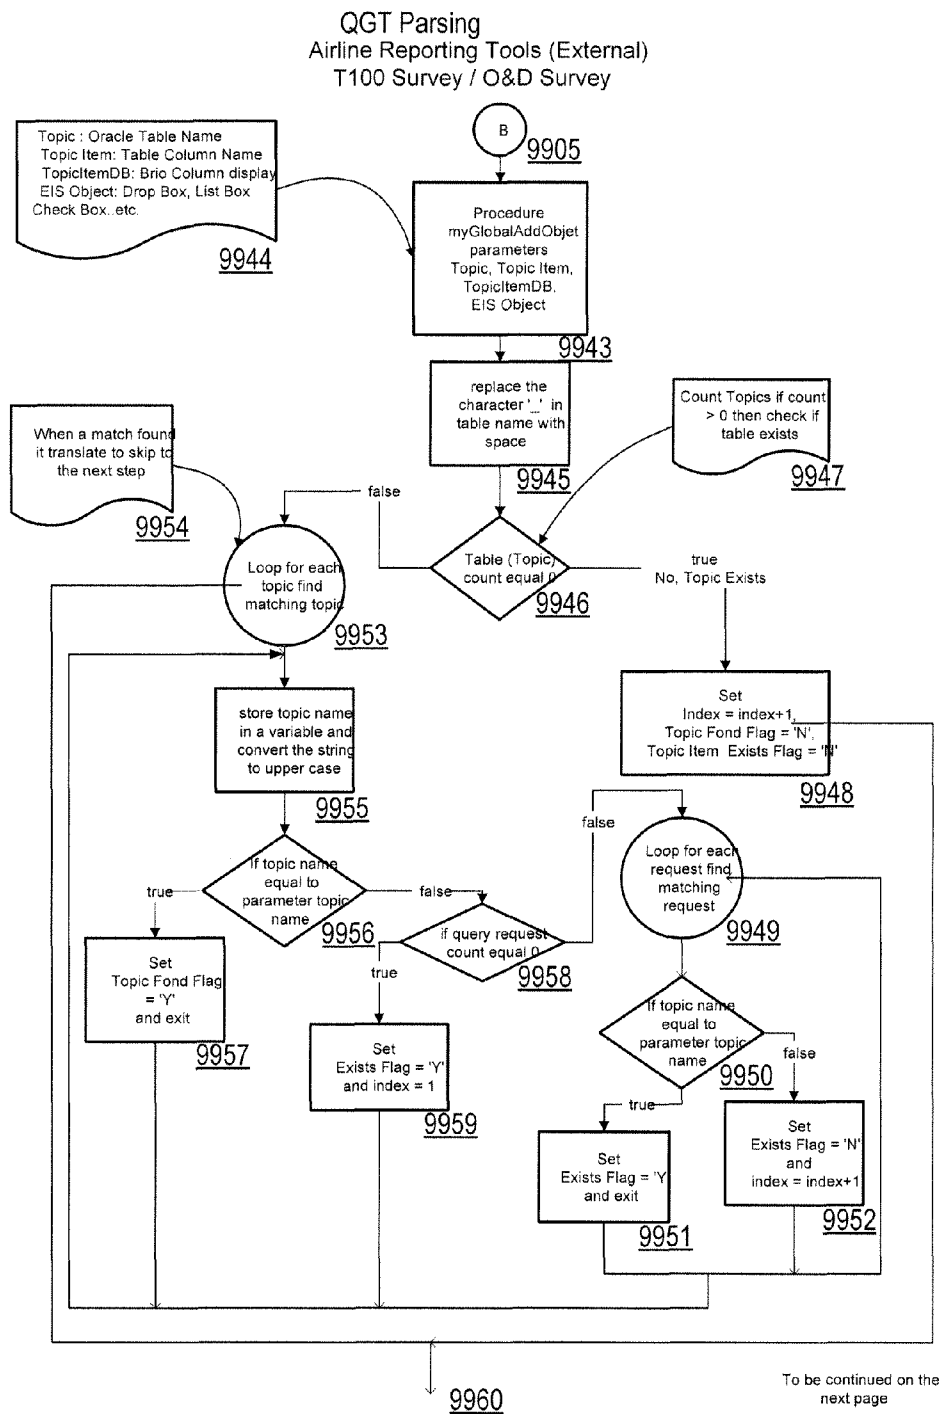 QGT Parsing
Airline Reporting Tools (External)
T100 Survey / O&D Survey
B
9905
Topic : Oracle Table Name
Topic Item: Table Column Name
TopicItemDB: Brio Column display
EIS Object: Drop Box, List Box
Check Box..etc.
9944
Procedure
myGlobalAddObjet
parameters
Topic, Topic Item,
TopicItemDB,
EIS Object
9943
replace the
character '_' in
table name with
space
9945
Count Topics if count
> 0 then check if
table exists
9947
When a match found
it translate to skip to
the next step
9954
false
Table (Topic)
count equal 0
9946
true
No, Topic Exists
Loop for each
topic find
matching topic
9953
Set
Index = index+1,
Topic Fond Flag = 'N',
Topic Item Exists Flag = 'N'
9948
store topic name
in a variable and
convert the string
to upper case
9955
false
Loop for each
request find
matching
request
9949
If topic name
equal to
parameter topic
name
9956
true
false
if query request
count equal 0
9958
true
Set
Topic Fond Flag
= 'Y'
and exit
9957
Set
Exists Flag = 'Y'
and index = 1
9959
If topic name
equal to
parameter topic
name
9950
false
true
Set
Exists Flag = 'Y
and exit
9951
Set
Exists Flag = 'N'
and
index = index+1
9952
9960
To be continued on the
next page